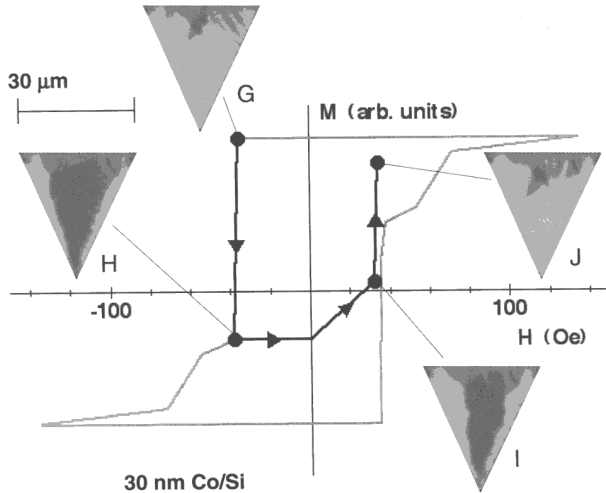 30 μm
G
M (arb. units)
H
J
-100
100
H (Oe)
I
30 nm Co/Si